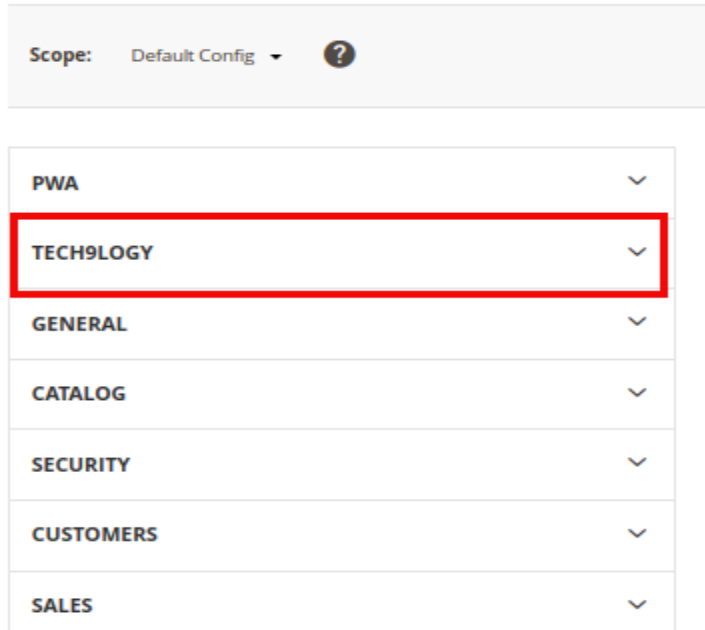 Scope: Default Config ?
PWA
TECH9LOGY
GENERAL
CATALOG
SECURITY
CUSTOMERS
SALES